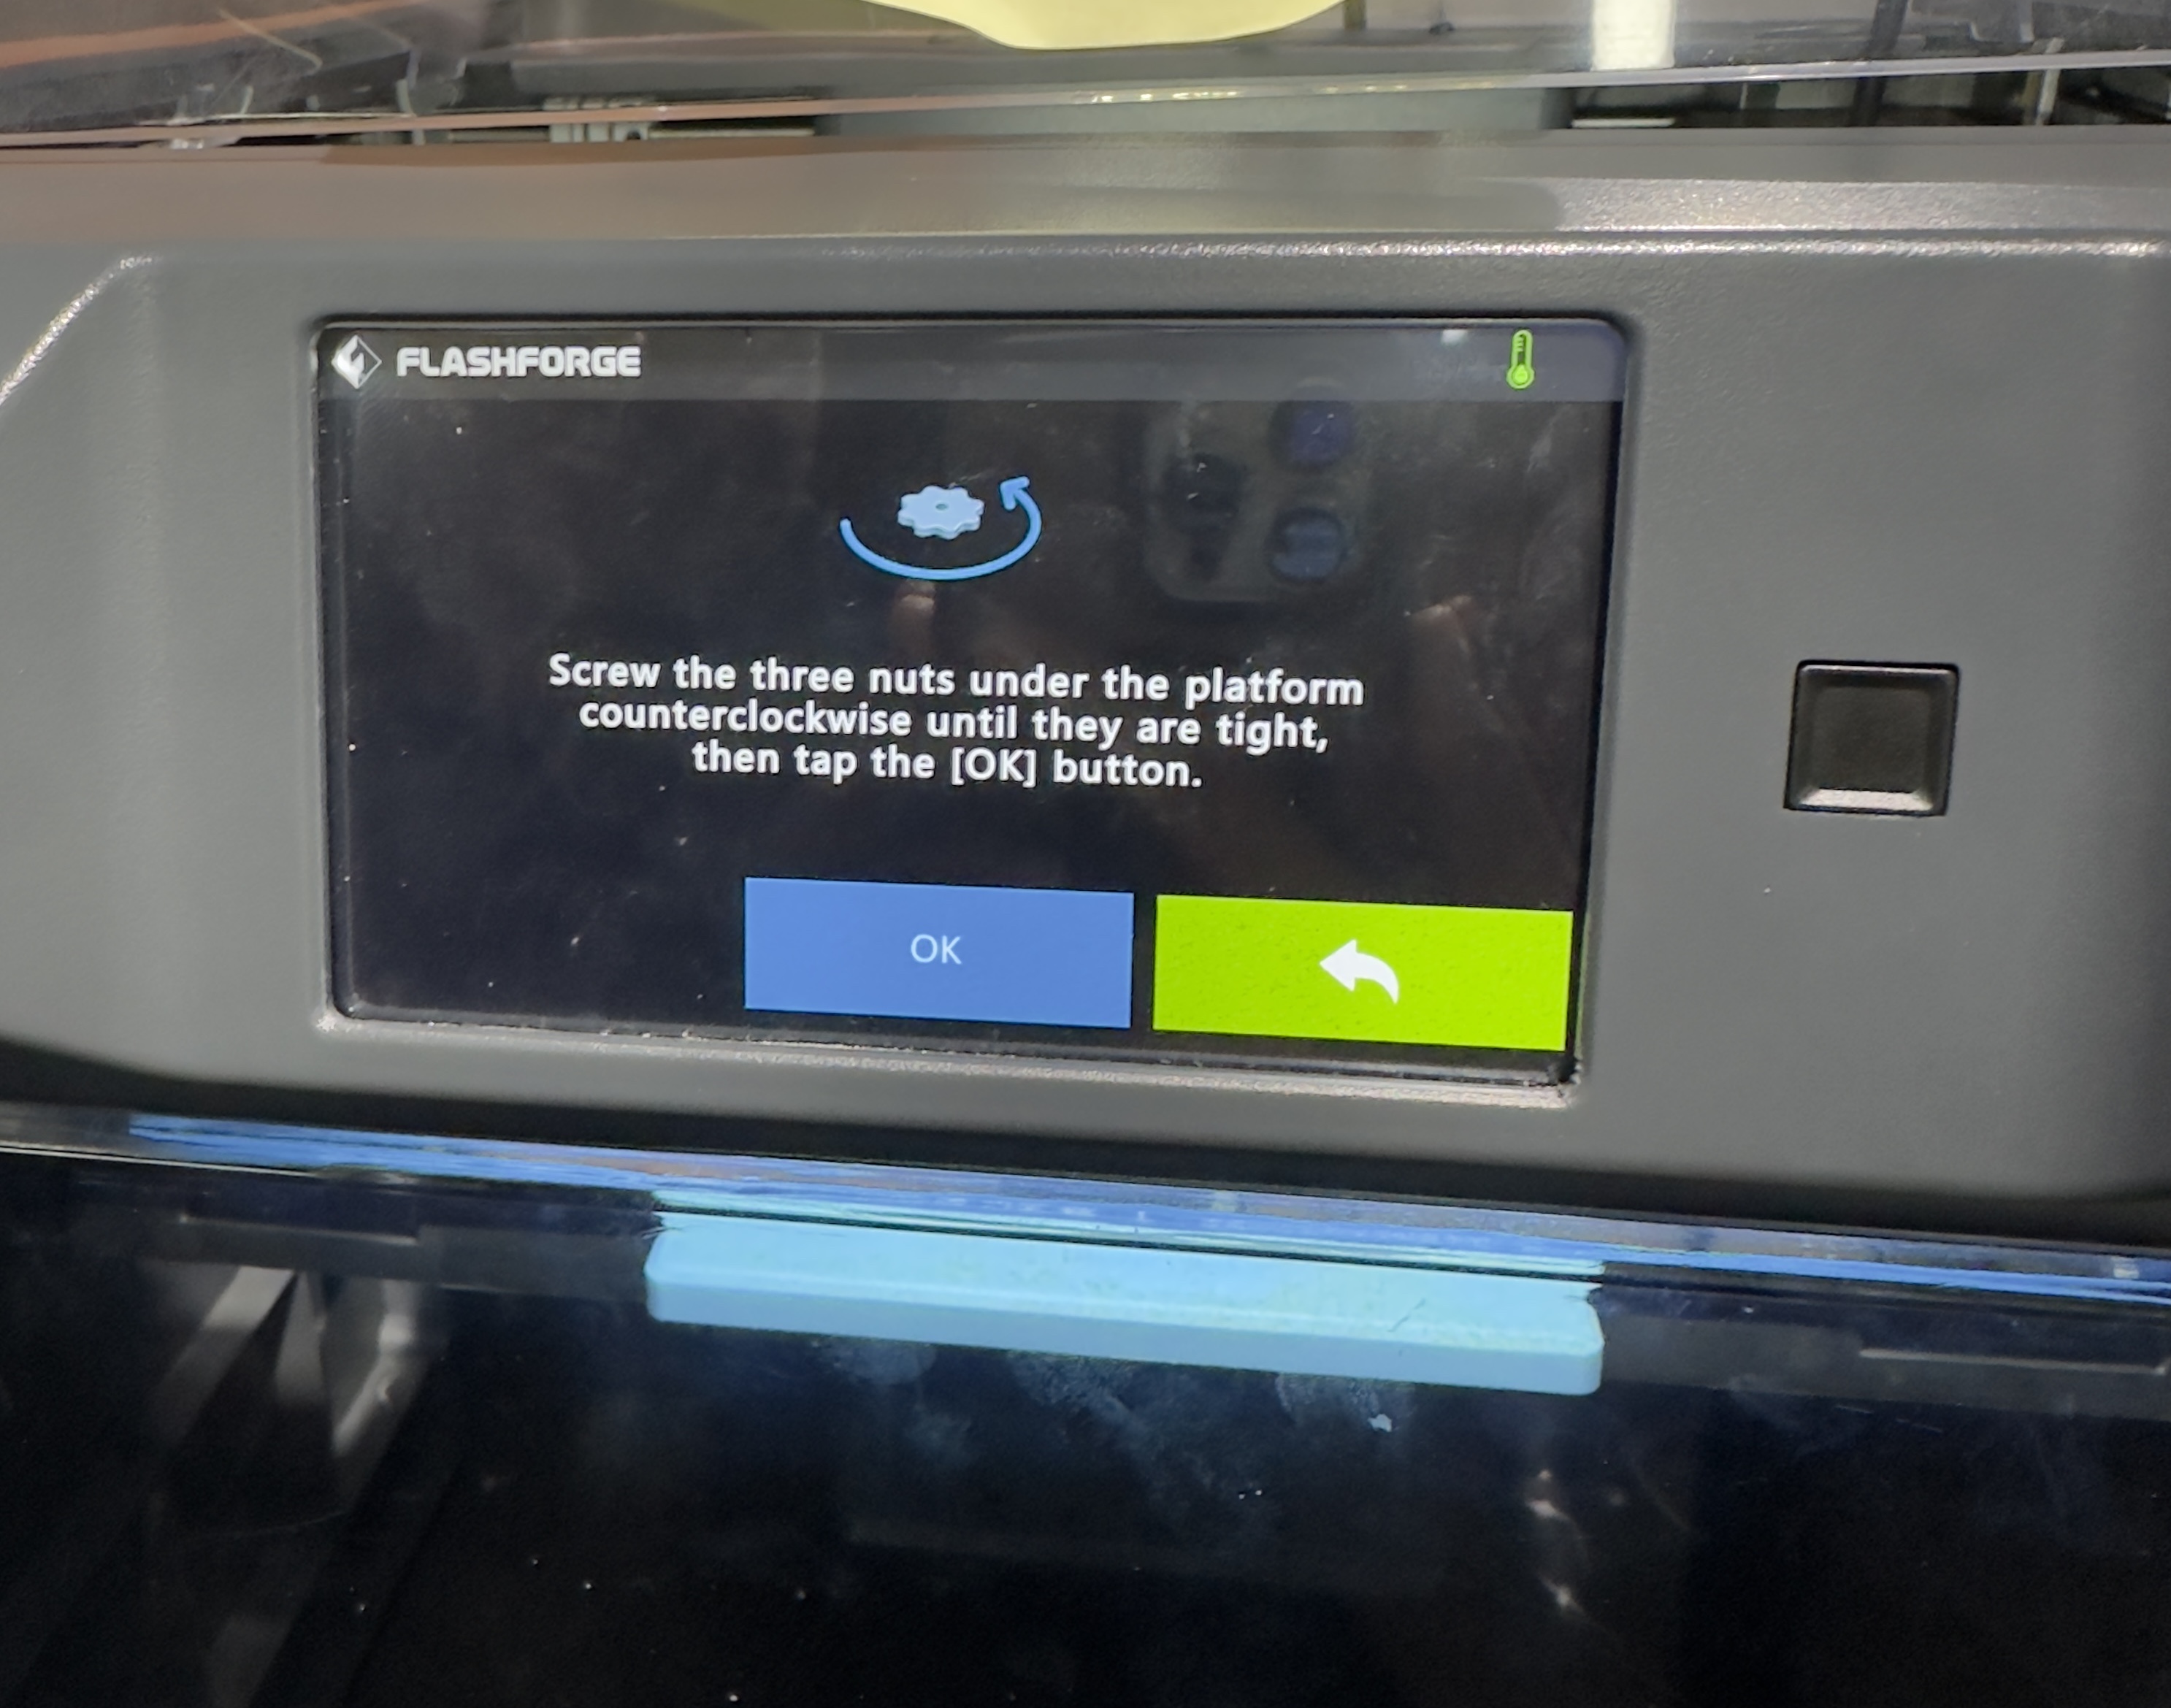 FLASHFORGE
Screw the three nuts under the platform
counterclockwise until they are tight,
then tap the [OK] button.
OK